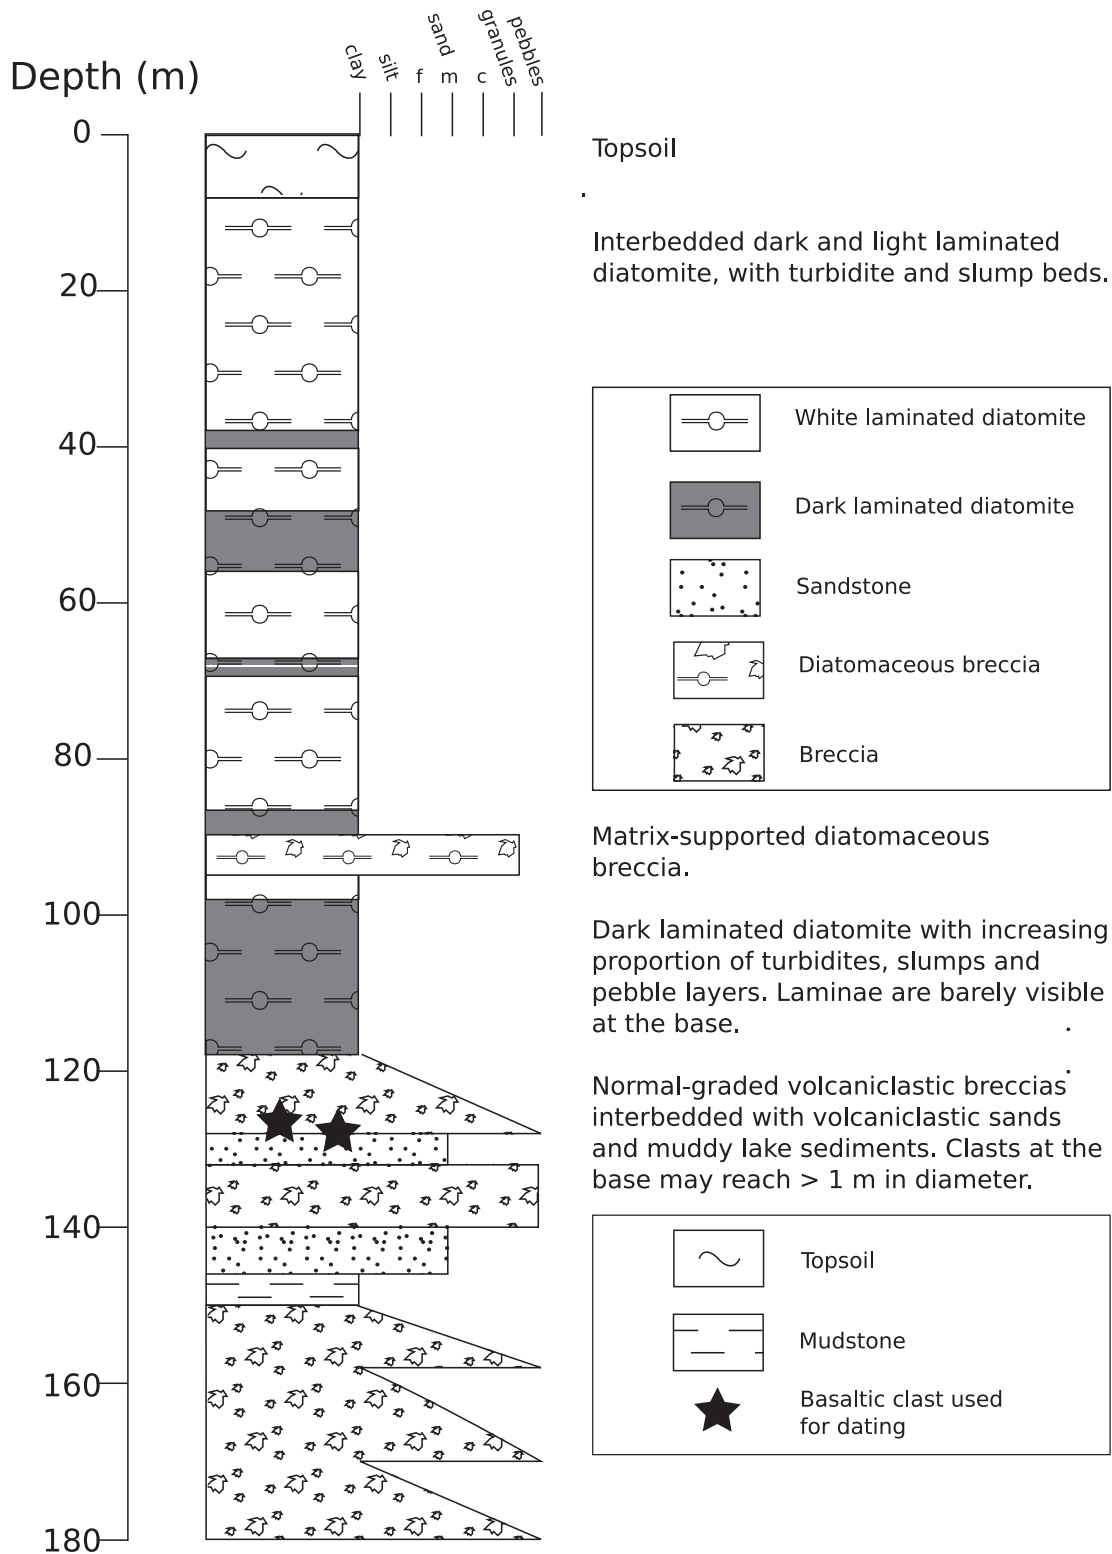 Depth (m)
clay
silt
f
sand
m
c
granules
pebbles
0
20
40
60
80
100
120
140
160
180
Topsoil
.
Interbedded dark and light laminated
diatomite, with turbidite and slump beds.
White laminated diatomite
Dark laminated diatomite
Sandstone
Diatomaceous breccia
Breccia
Matrix-supported diatomaceous
breccia.
Dark laminated diatomite with increasing
proportion of turbidites, slumps and
pebble layers. Laminae are barely visible
at the base.
.
.
Normal-graded volcaniclastic breccias
interbedded with volcaniclastic sands
and muddy lake sediments. Clasts at the
base may reach > 1 m in diameter.
Topsoil
Mudstone
Basaltic clast used
for dating